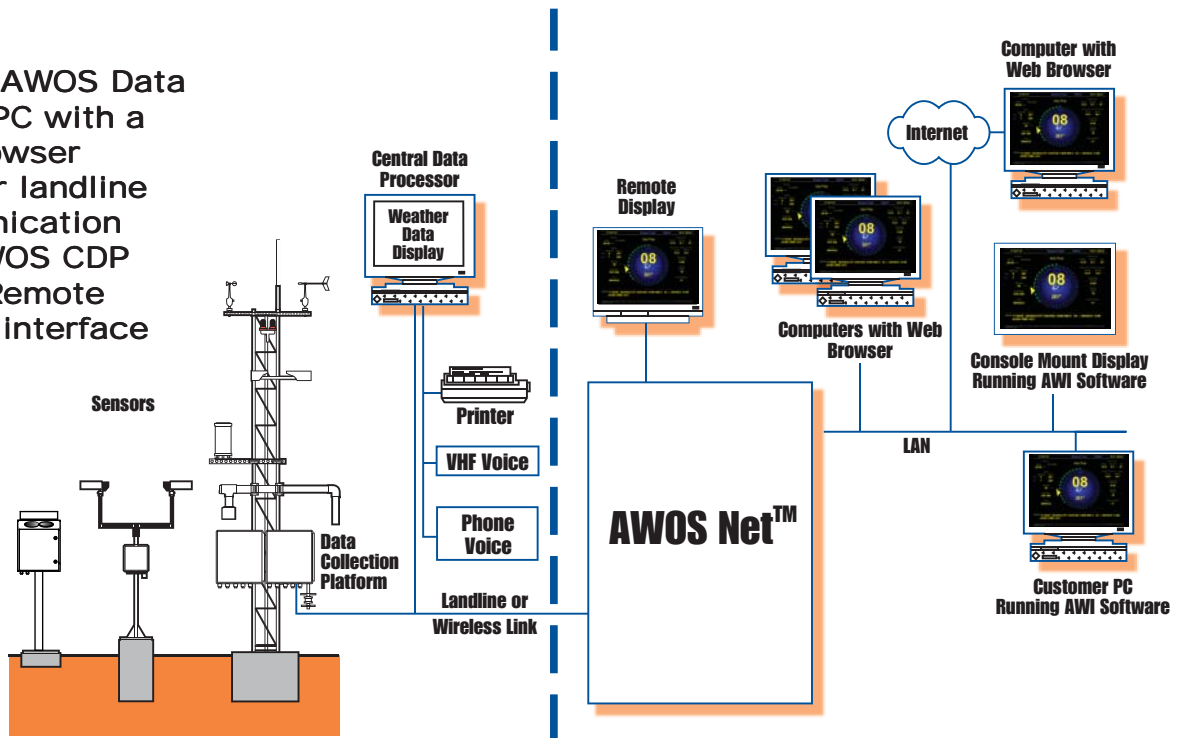 AWOS Data
PC with a
owser
r landline
nication
WOS CDP
Remote
interface
Sensors
Data
Collection
Platform
Central Data
Processor
Weather
Data
Display
Printer
VHF Voice
Phone
Voice
Landline or
Wireless Link
Remote
Display
08
AWOS Net™
LAN
08
Computers with Web
Browser
Internet
Computer with
Web Browser
08
08
Console Mount Display
Running AWI Software
08
Customer PC
Running AWI Software